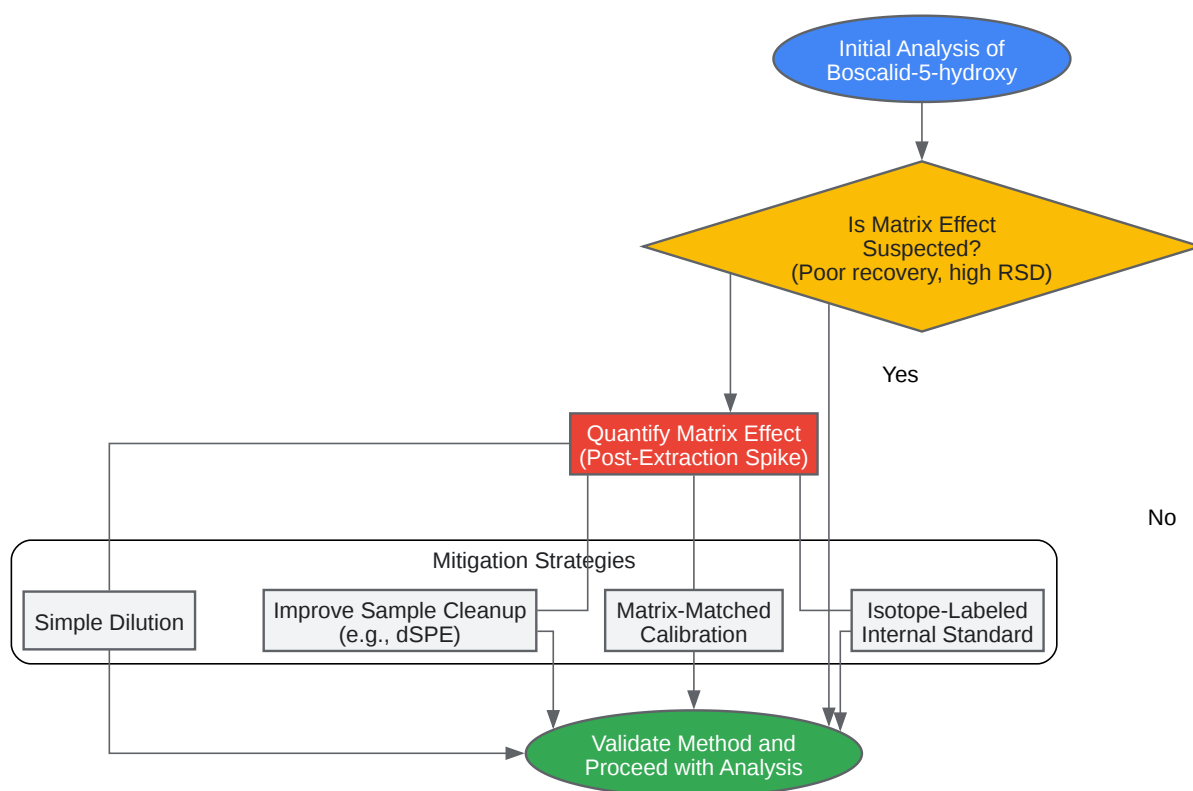 Initial Analysis of
Boscalid-5-hydroxy
Is Matrix Effect
Suspected?
(Poor recovery, high RSD)
Yes
Quantify Matrix Effect
(Post-Extraction Spike)
No
Mitigation Strategies
Simple Dilution
Improve Sample Cleanup
(e.g., dSPE)
Matrix-Matched
Calibration
Isotope-Labeled
Internal Standard
Validate Method and
Proceed with Analysis